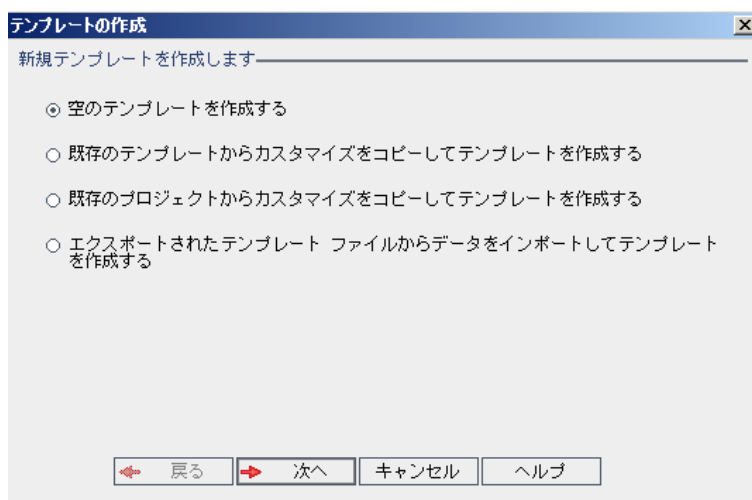 テンプレートの作成
新規テンプレートを作成します
空のテンプレートを作成する
既存のテンプレートからカスタマイズをコピーしてテンプレートを作成する
既存のプロジェクトからカスタマイズをコピーしてテンプレートを作成する
エクスポートされたテンプレート ファイルからデータをインポートしてテンプレート
を作成する
戻る 次へ キャンセル ヘルプ